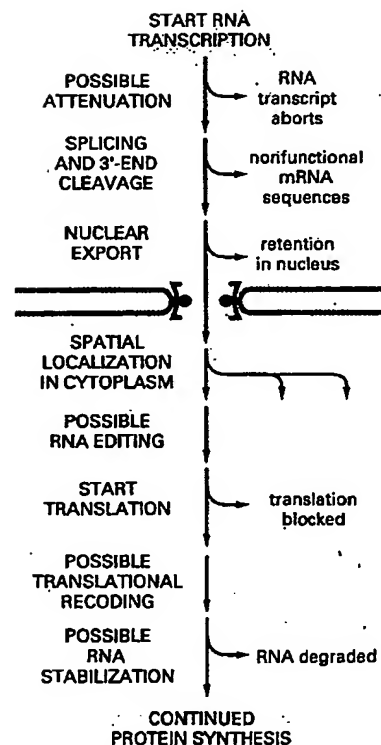 START RNA
TRANSCRIPTION
POSSIBLE
ATTENUATION
RNA
transcript
aborts
SPLICING
AND 3'-END
CLEAVAGE
nonfunctional
mRNA
sequences
NUCLEAR
EXPORT
retention
in nucleus
SPATIAL
LOCALIZATION
IN CYTOPLASM
POSSIBLE
RNA EDITING
START
TRANSLATION
translation
blocked
POSSIBLE
TRANSLATIONAL
RECODING
POSSIBLE
RNA
STABILIZATION
RNA degraded
CONTINUED
PROTEIN SYNTHESIS